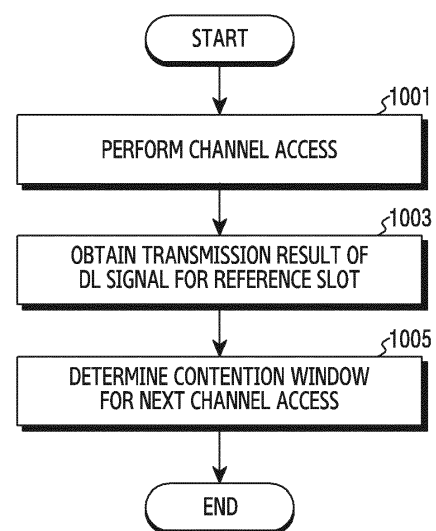 START
1001
PERFORM CHANNEL ACCESS
1003
OBTAIN TRANSMISSION RESULT OF
DL SIGNAL FOR REFERENCE SLOT
1005
DETERMINE CONTENTION WINDOW
FOR NEXT CHANNEL ACCESS
END